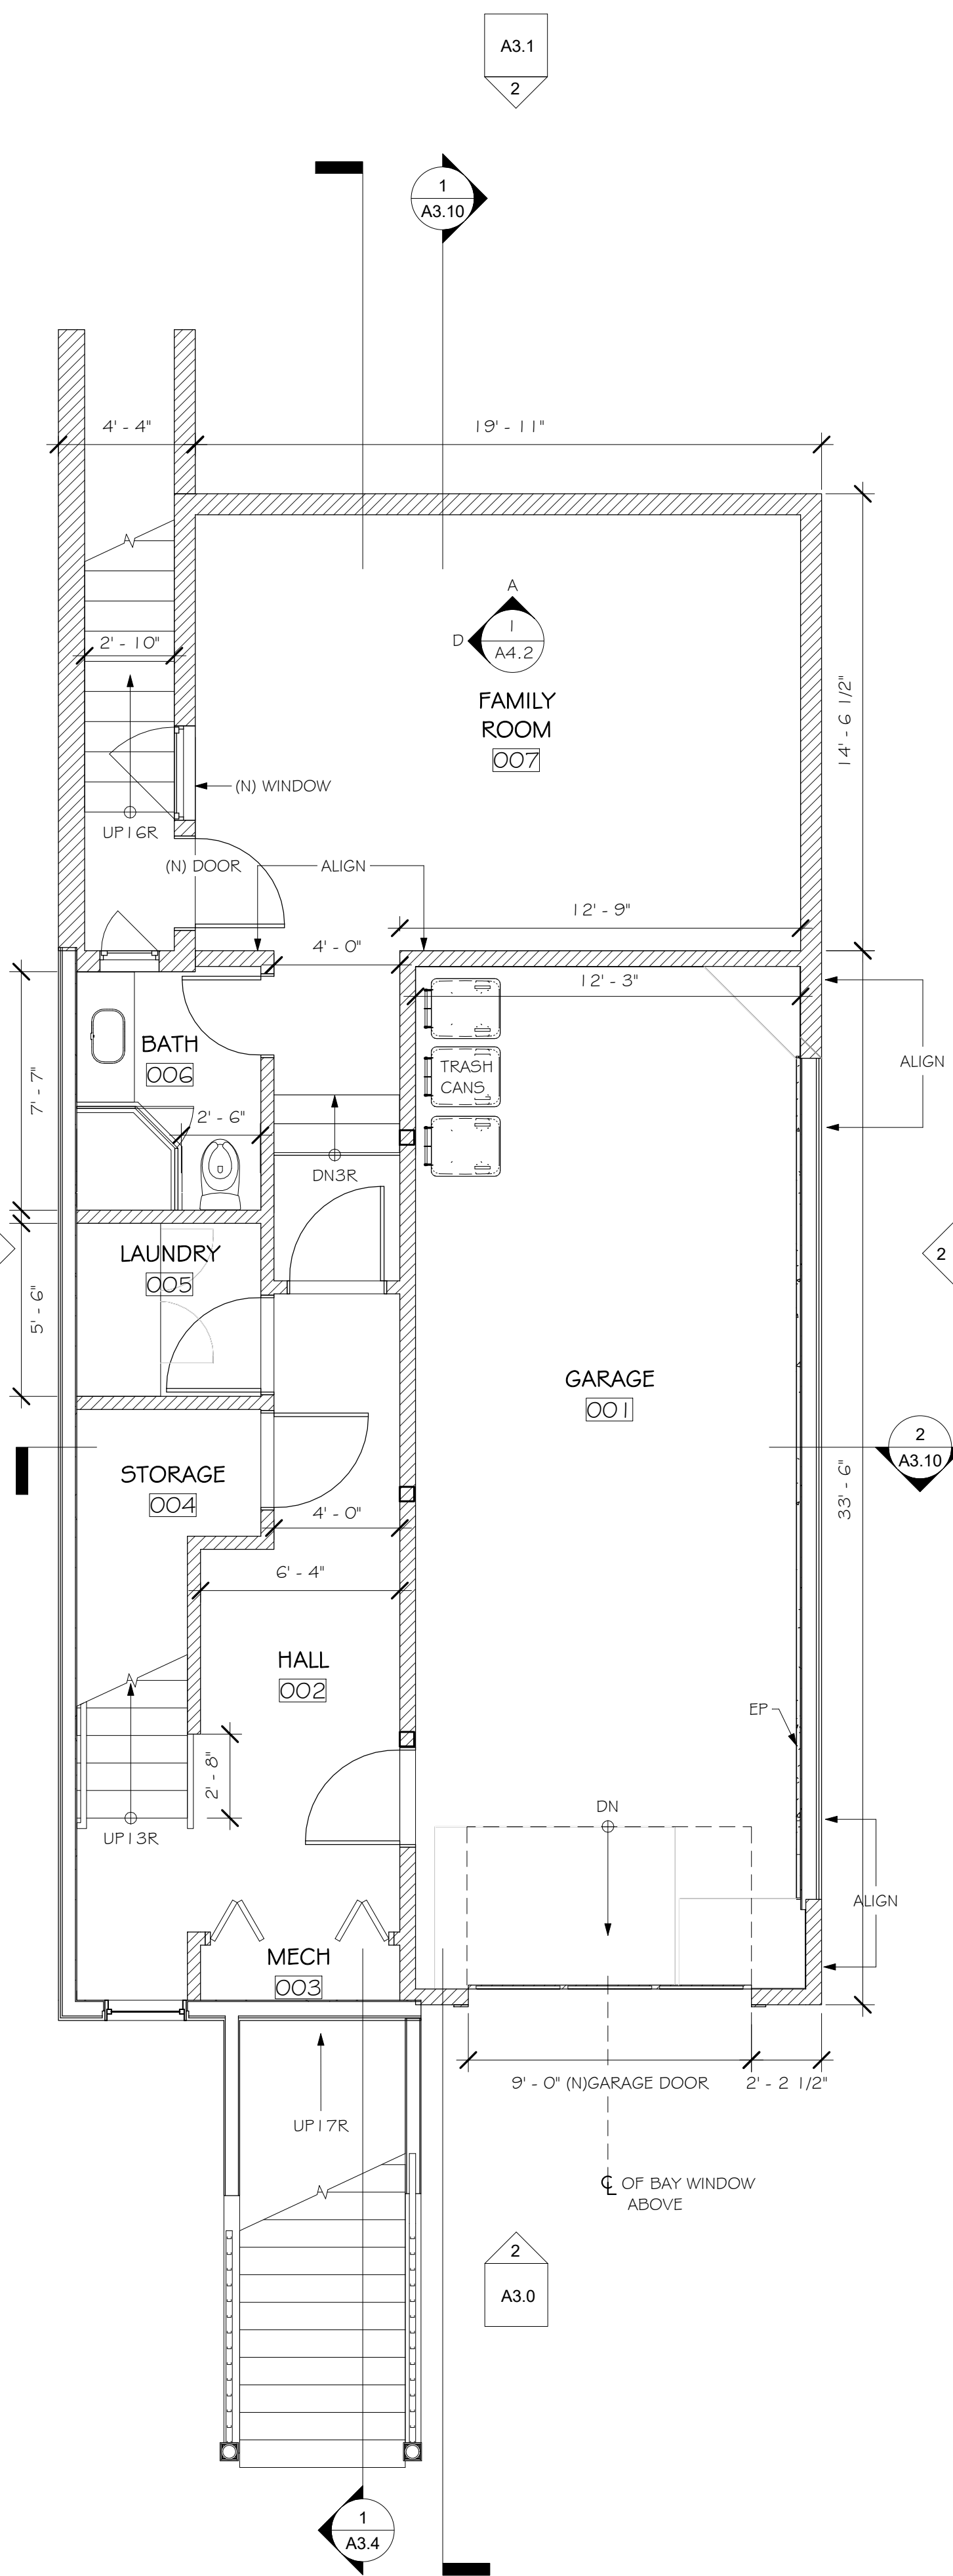 A3.1
2
1
A3.10
4' - 4"
19' - 11"
2' - 10"
A
D
1
A4.2
FAMILY
ROOM
007
14' - 6 1/2"
(N) WINDOW
UP16R
(N) DOOR
ALIGN
12' - 9"
4' - 0"
12' - 3"
BATH
006
TRASH
CANS
ALIGN
7' - 7"
2' - 6"
DN3R
LAUNDRY
005
2
5' - 6"
GARAGE
001
2
A3.10
STORAGE
004
33' - 6"
4' - 0"
6' - 4"
HALL
002
EP
2' - 8"
DN
UP13R
ALIGN
MECH
003
9' - 0" (N)GARAGE DOOR
2' - 2 1/2"
UP17R
℄ OF BAY WINDOW
ABOVE
2
A3.0
1
A3.4